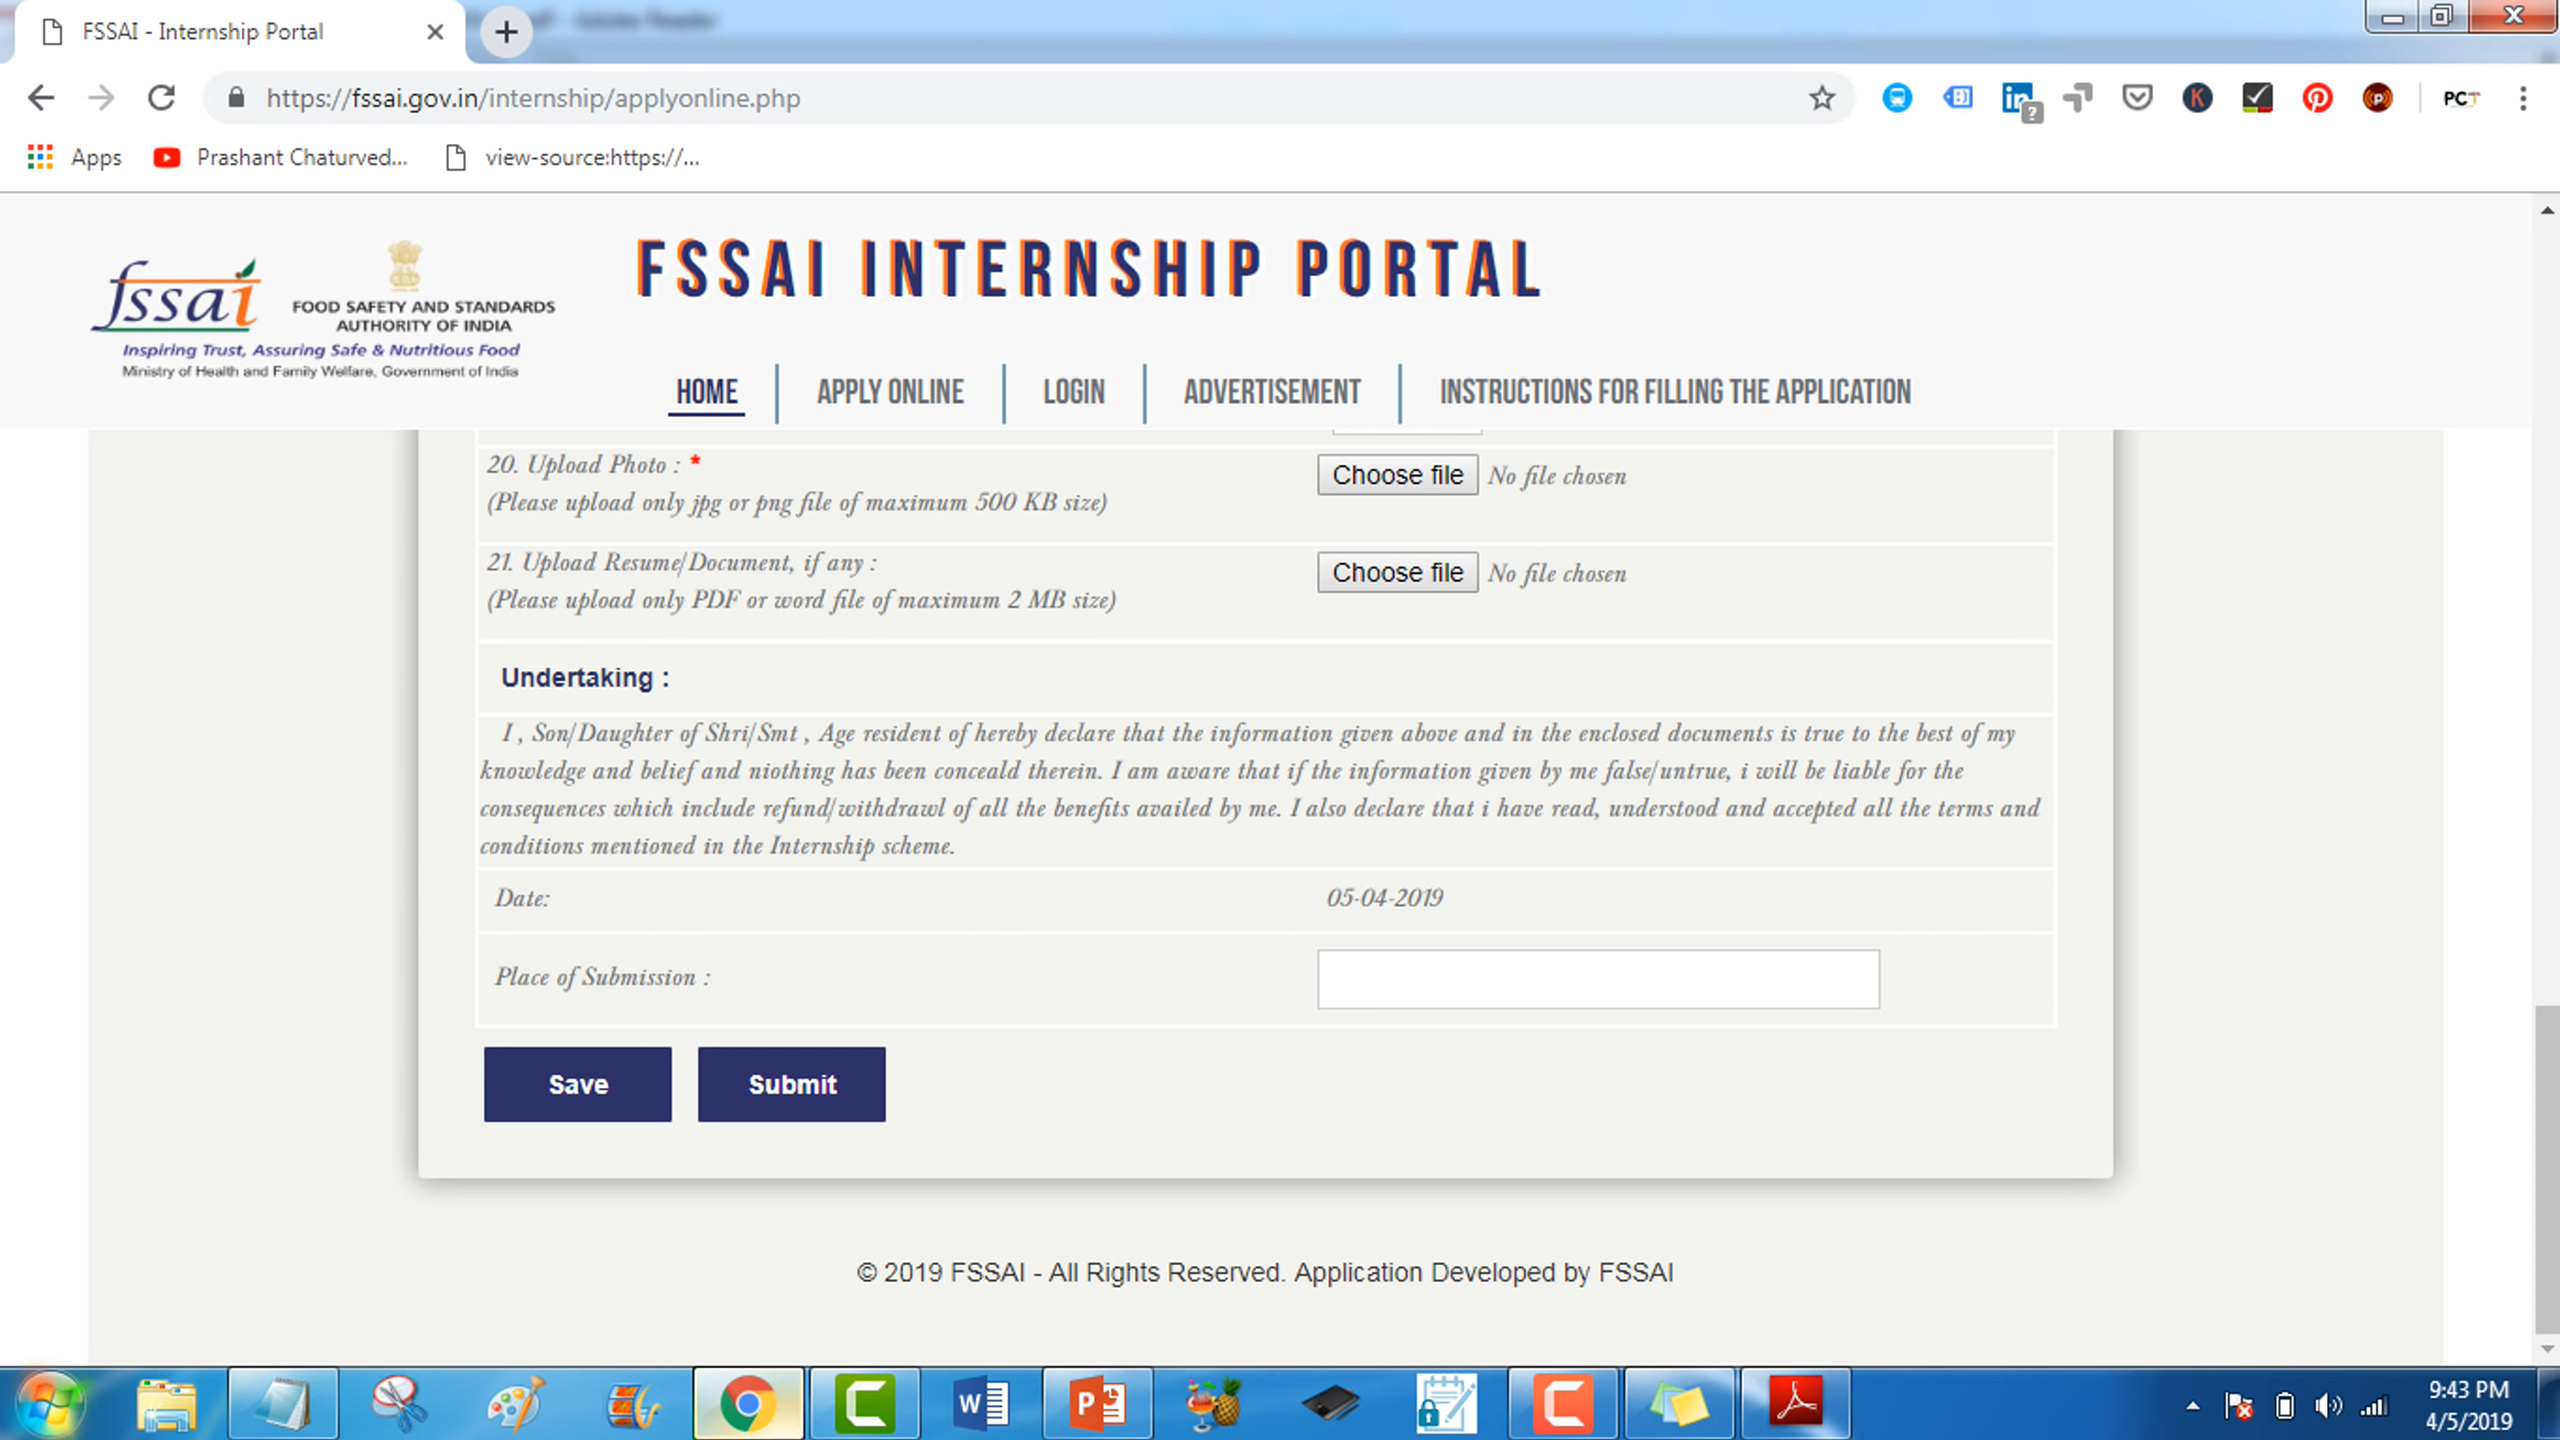 - Adobe Reader
FSSAI - Internship Portal
https://fssai.gov.in/internship/applyonline.php
PCT
Apps
Prashant Chaturved...
view-source:https://...
fssai
FOOD SAFETY AND STANDARDS
AUTHORITY OF INDIA
Inspiring Trust, Assuring Safe & Nutritious Food
Ministry of Health and Family Welfare, Government of India
FSSAI INTERNSHIP PORTAL
HOME
APPLY ONLINE
LOGIN
ADVERTISEMENT
INSTRUCTIONS FOR FILLING THE APPLICATION
20. Upload Photo : *
(Please upload only jpg or png file of maximum 500 KB size)
Choose file No file chosen
21. Upload Resume/Document, if any :
(Please upload only PDF or word file of maximum 2 MB size)
Choose file No file chosen
Undertaking :
I , Son/Daughter of Shri/Smt , Age resident of hereby declare that the information given above and in the enclosed documents is true to the best of my
knowledge and belief and niothing has been conceald therein. I am aware that if the information given by me false/untrue, i will be liable for the
consequences which include refund/withdrawl of all the benefits availed by me. I also declare that i have read, understood and accepted all the terms and
conditions mentioned in the Internship scheme.
Date: 05-04-2019
Place of Submission :
Save
Submit
© 2019 FSSAI - All Rights Reserved. Application Developed by FSSAI
9:43 PM
4/5/2019